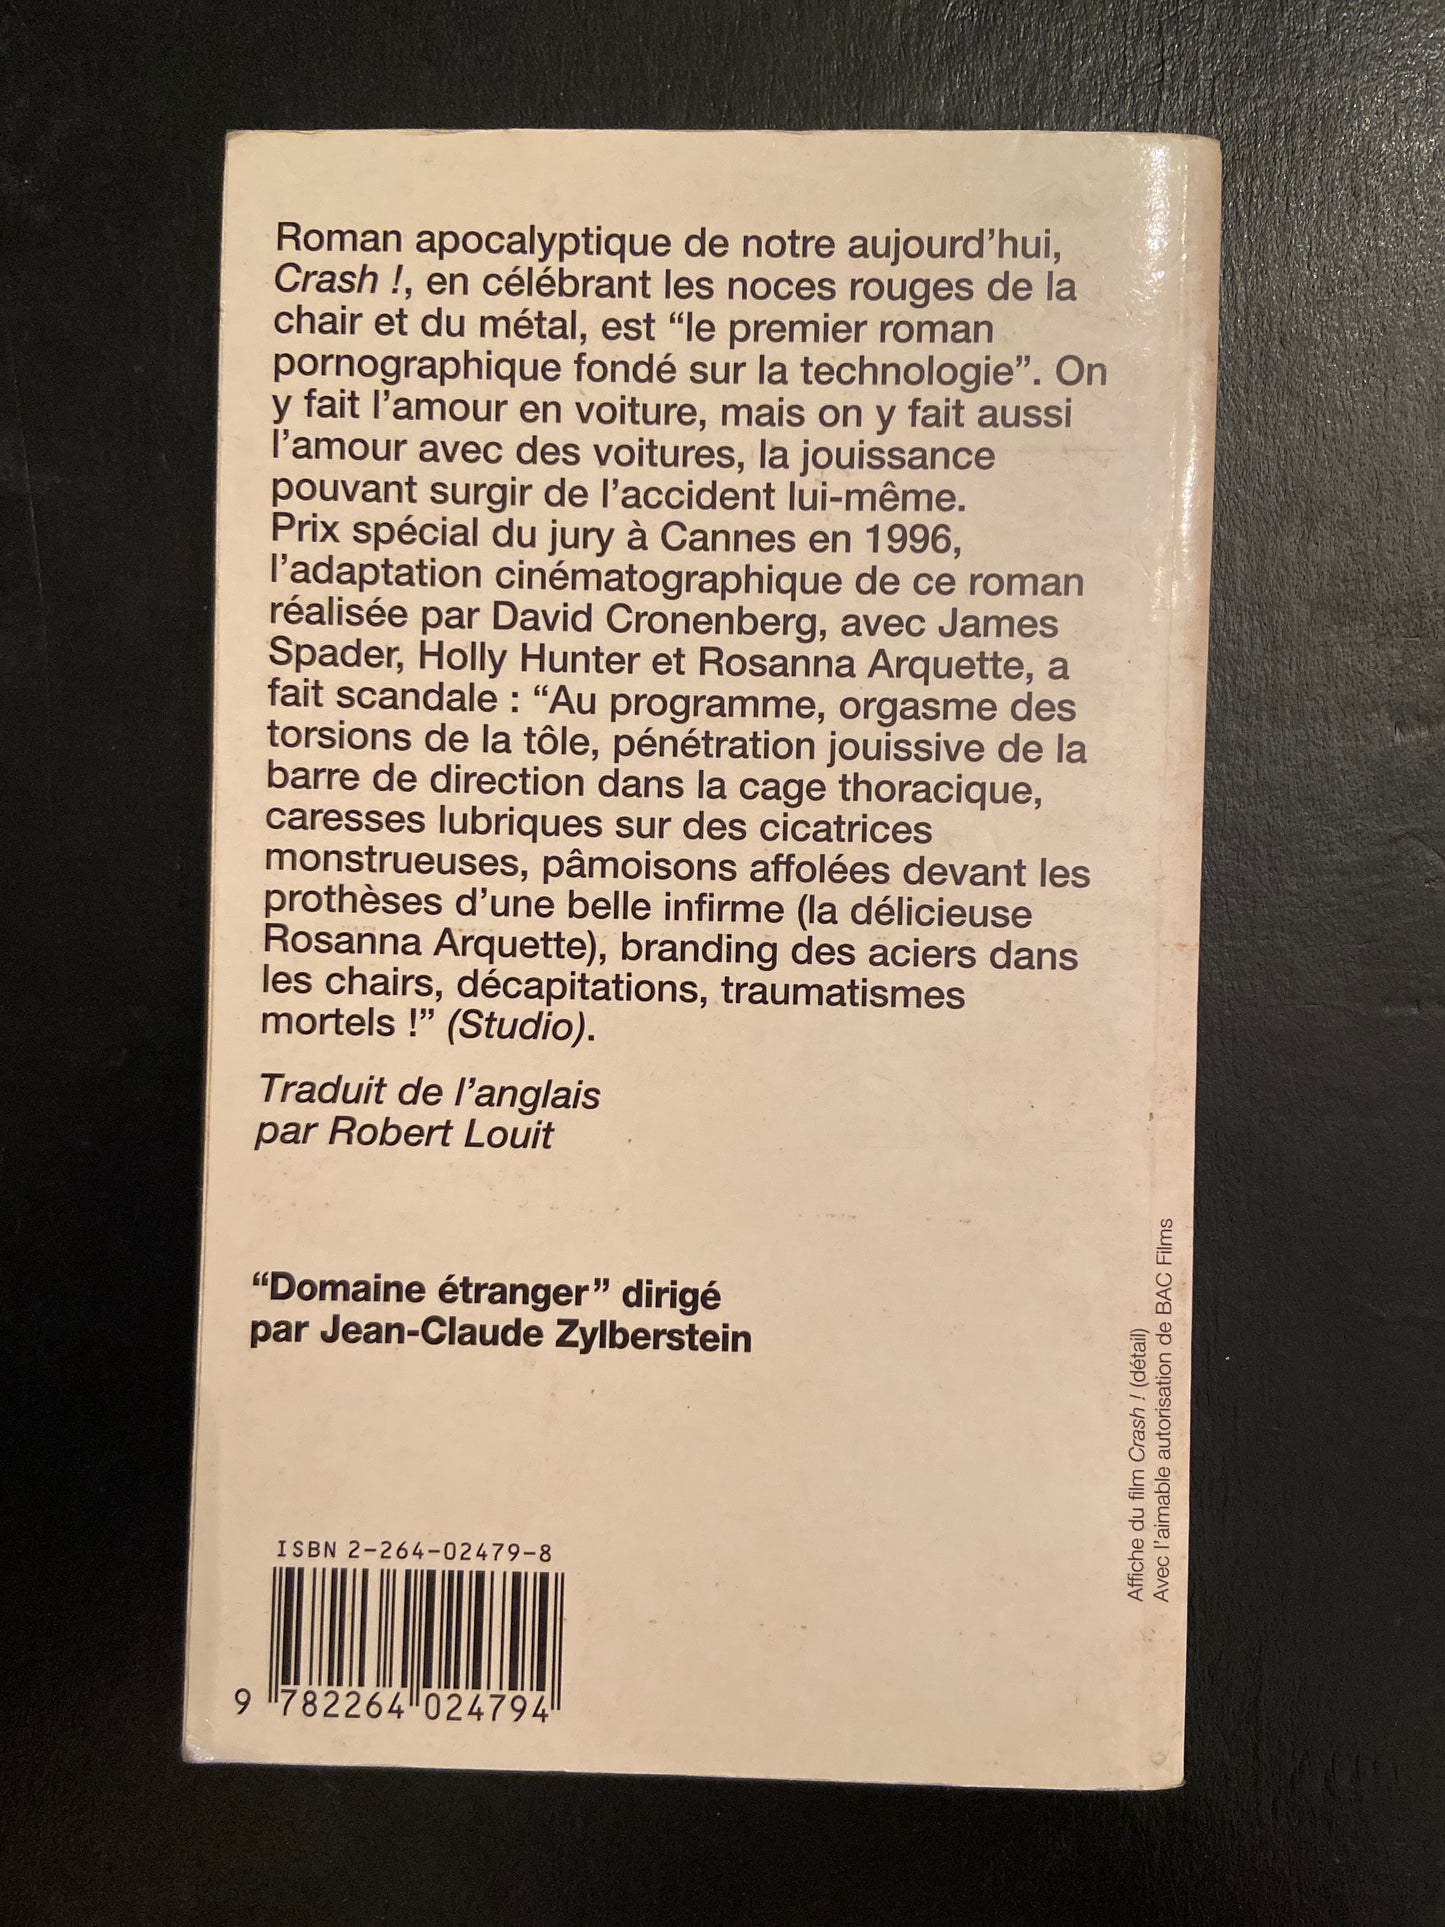 Roman apocalyptique de notre aujourd’hui,
Crash !, en célébrant les noces rouges de la
chair et du métal, est “le premier roman
pornographique fondé sur la technologie”. On
y fait l’amour en voiture, mais on y fait aussi
l’amour avec des voitures, la jouissance
pouvant surgir de l’accident lui-même.
Prix spécial du jury à Cannes en 1996,
l’adaptation cinématographique de ce roman
réalisée par David Cronenberg, avec James
Spader, Holly Hunter et Rosanna Arquette, a
fait scandale : “Au programme, orgasme des
torsions de la tôle, pénétration jouissive de la
barre de direction dans la cage thoracique,
caresses lubriques sur des cicatrices
monstrueuses, pâmoisons affolées devant les
prothèses d’une belle infirme (la délicieuse
Rosanna Arquette), branding des aciers dans
les chairs, décapitations, traumatismes
mortels !” (Studio).
Traduit de l’anglais
par Robert Louit
“Domaine étranger” dirigé
par Jean-Claude Zylberstein
Affiche du film Crash ! (détail)
Avec l’aimable autorisation de BAC Films
ISBN 2-264-02479-8
9 782264 024794